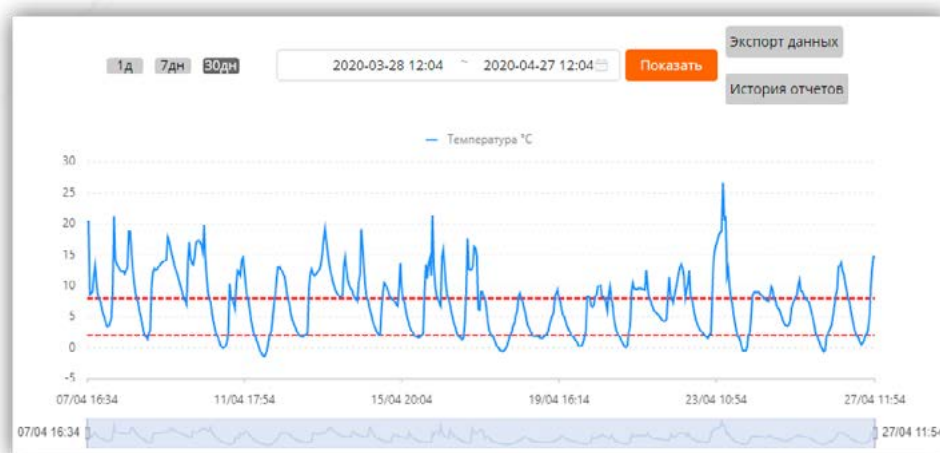 Экспорт данных
1д 7дн 30дн 2020-03-28 12:04 ~ 2020-04-27 12:04 Показать
История отчетов
Температура °C
30
25
20
15
10
5
0
-5
07/04 16:34 11/04 17:54 15/04 20:04 19/04 16:14 23/04 10:54 27/04 11:54
07/04 16:34 27/04 11:54